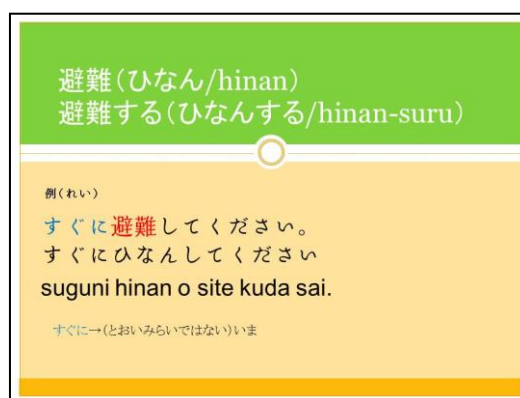 避難(ひなん/hinan)
避難する(ひなんする/hinan-suru)
例(れい)
すぐに避難してください。
すぐにひなんしてください
suguni hinan o site kuda sai.
すぐに→(とおいみらいではない)いま